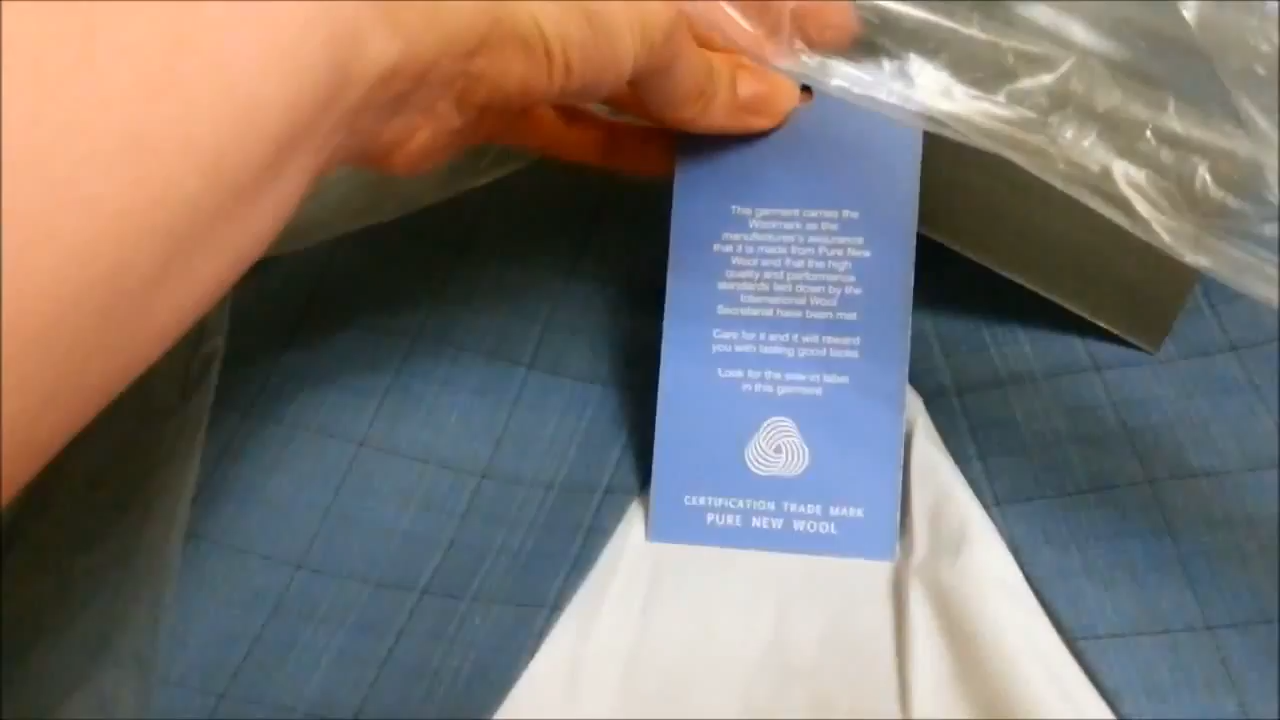 This garment carries the
Woolmark as the
manufacturer's assurance
that it is made from Pure New
Wool and that the high
quality and performance
standards laid down by the
International Wool
Secretariat have been met
Care for it and it will reward
you with lasting good looks
Look for the sew-in label
in this garment
CERTIFICATION TRADE MARK
PURE NEW WOOL